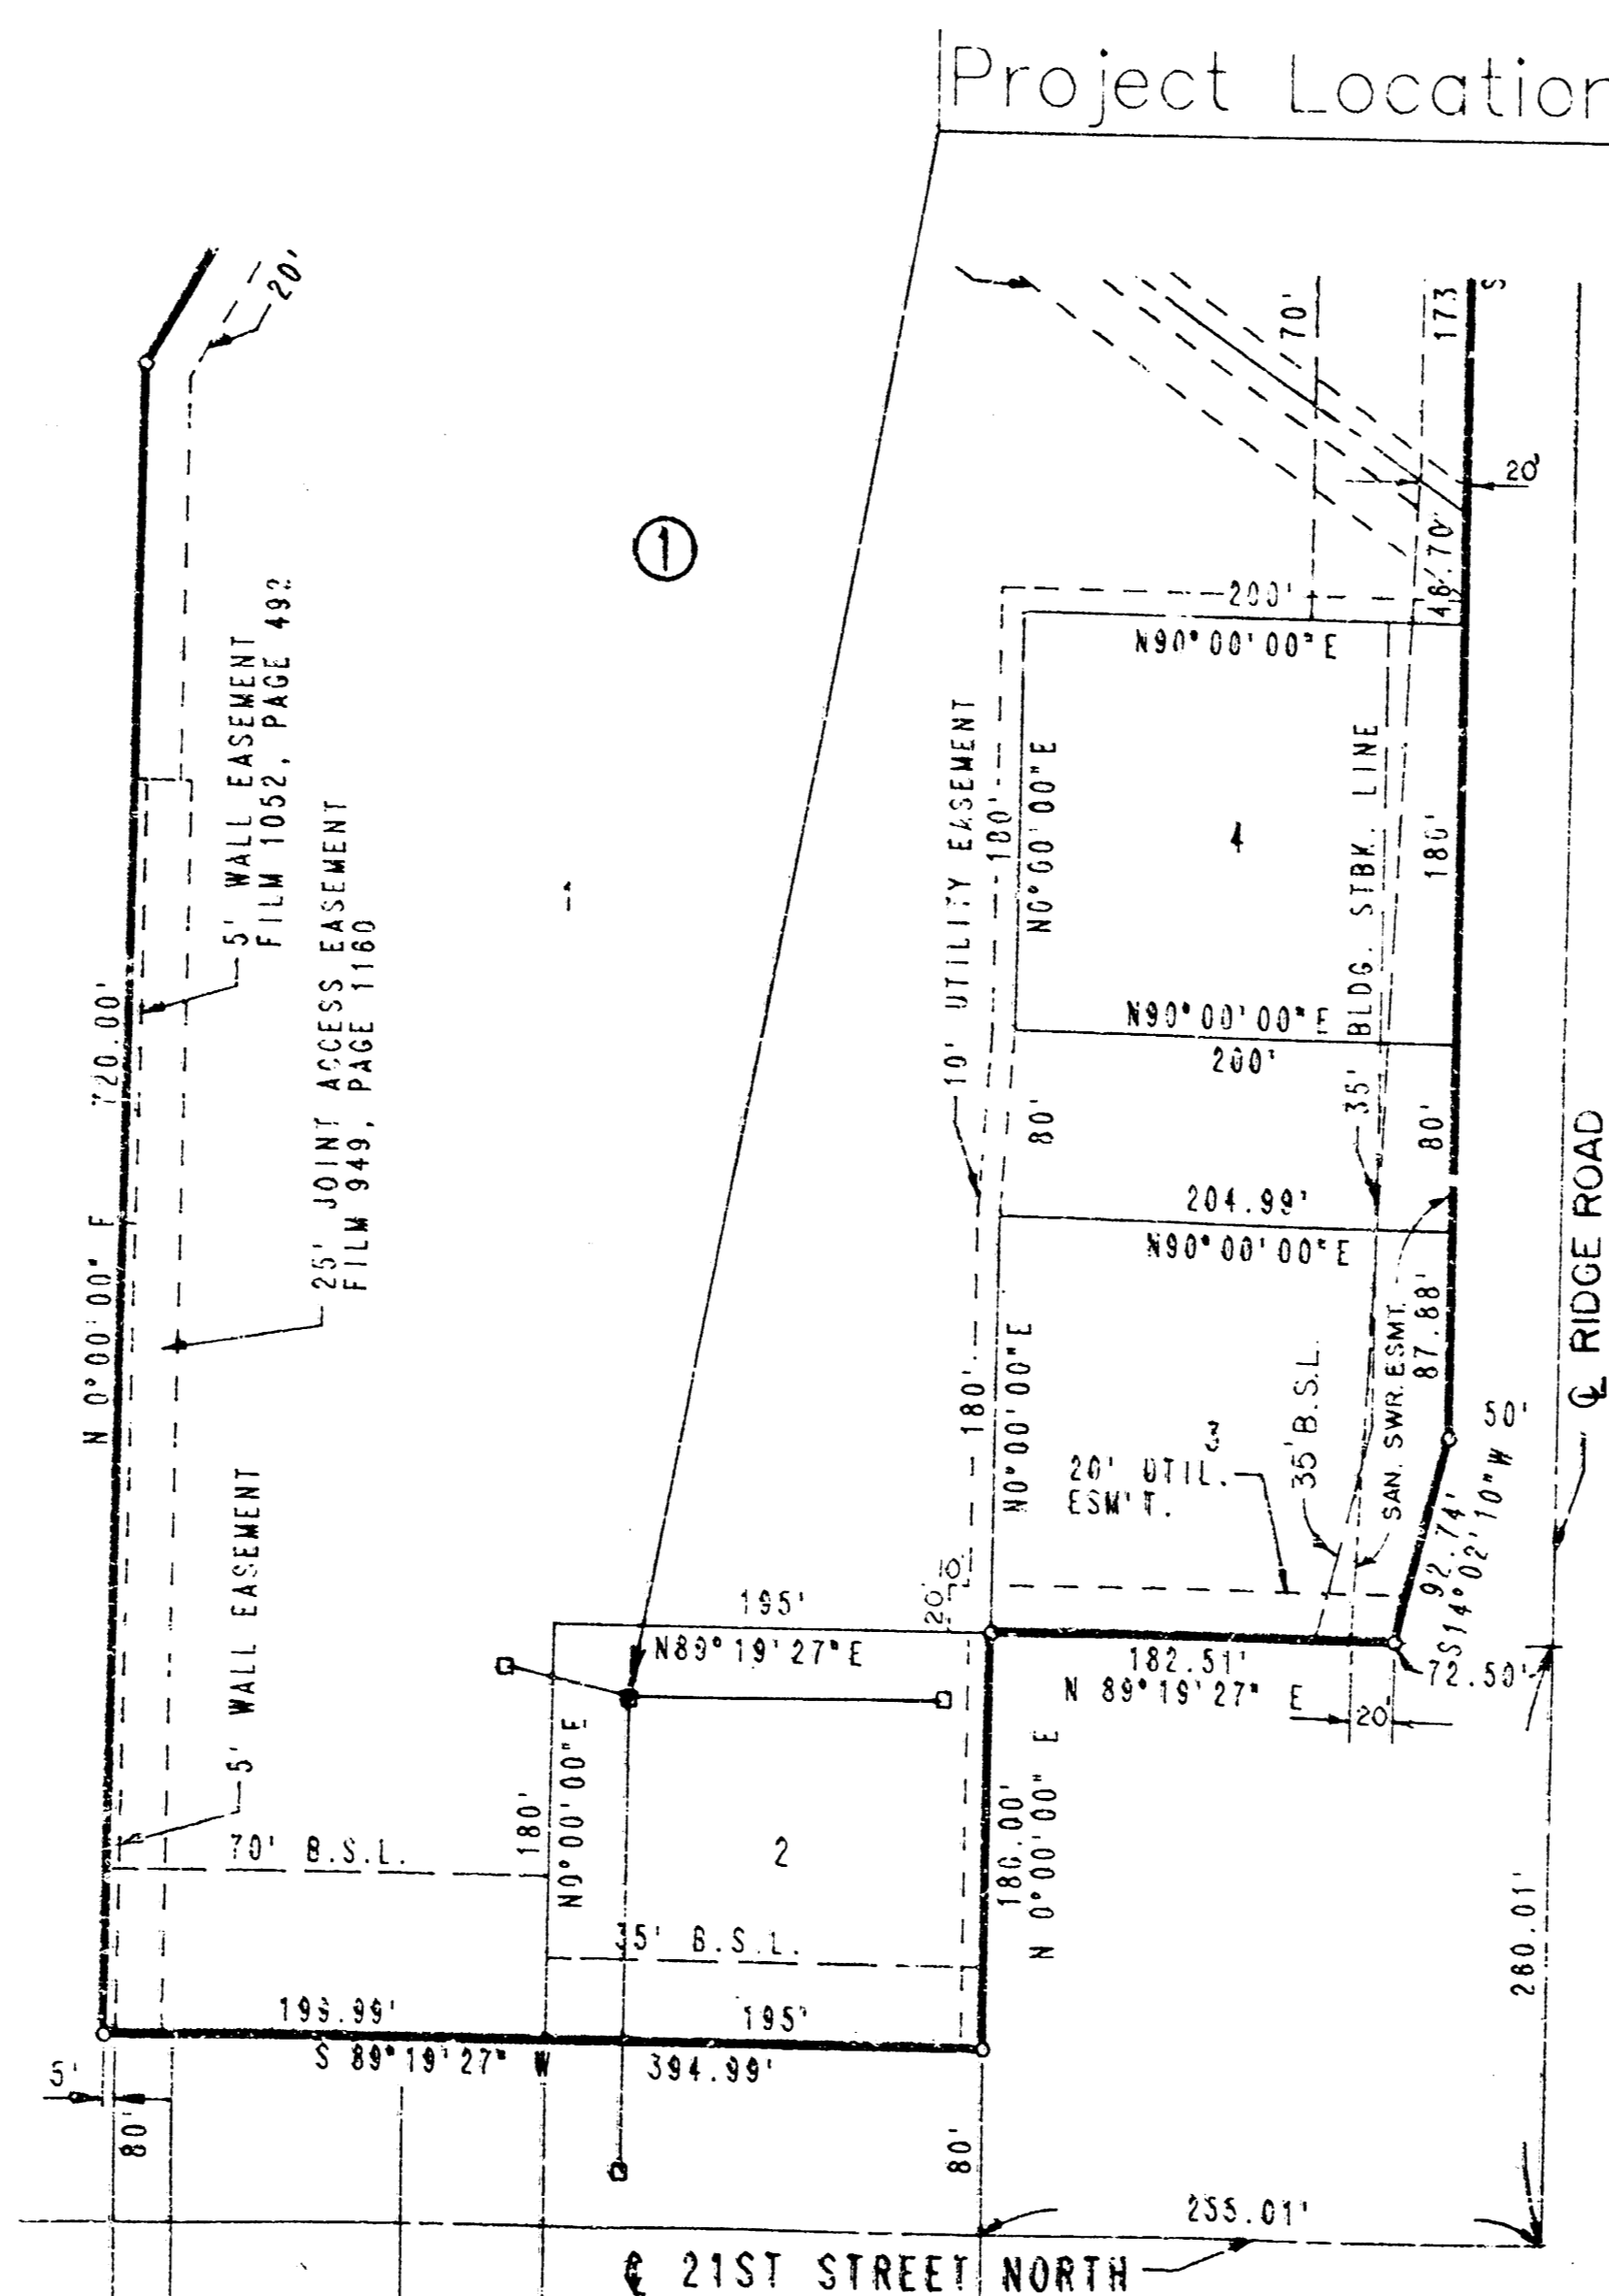 Project Location
20'
70'
173
S
20'
1
48.70'
200'
N90°00'00"E
5' WALL EASEMENT
FILM 1052, PAGE 492
10' UTILITY EASEMENT
180'
N0°00'00"E
4
35' BLDG. STBK. LINE
180'
1
25' JOINT ACCESS EASEMENT
FILM 949, PAGE 1160
N 0°00'00" E 720.00'
N90°00'00"E
200'
80'
80'
204.99'
N90°00'00"E
℄ RIDGE ROAD
180'
N0°00'00"E
3
20' UTIL.
ESM'T.
35' B.S.L.
SAN. SWR. ESMT.
87.88'
50'
92.74'
S14°02'10"W
5' WALL EASEMENT
195'
N89°19'27"E
20'
10'
182.51'
N 89°19'27" E
72.50'
20'
180'
N0°00'00"E
2
180.00'
N 0°00'00" E
70' B.S.L.
35' B.S.L.
280.01'
199.99'
195'
S 89°19'27" W
394.99'
5'
80'
80'
255.01'
℄ 21ST STREET NORTH